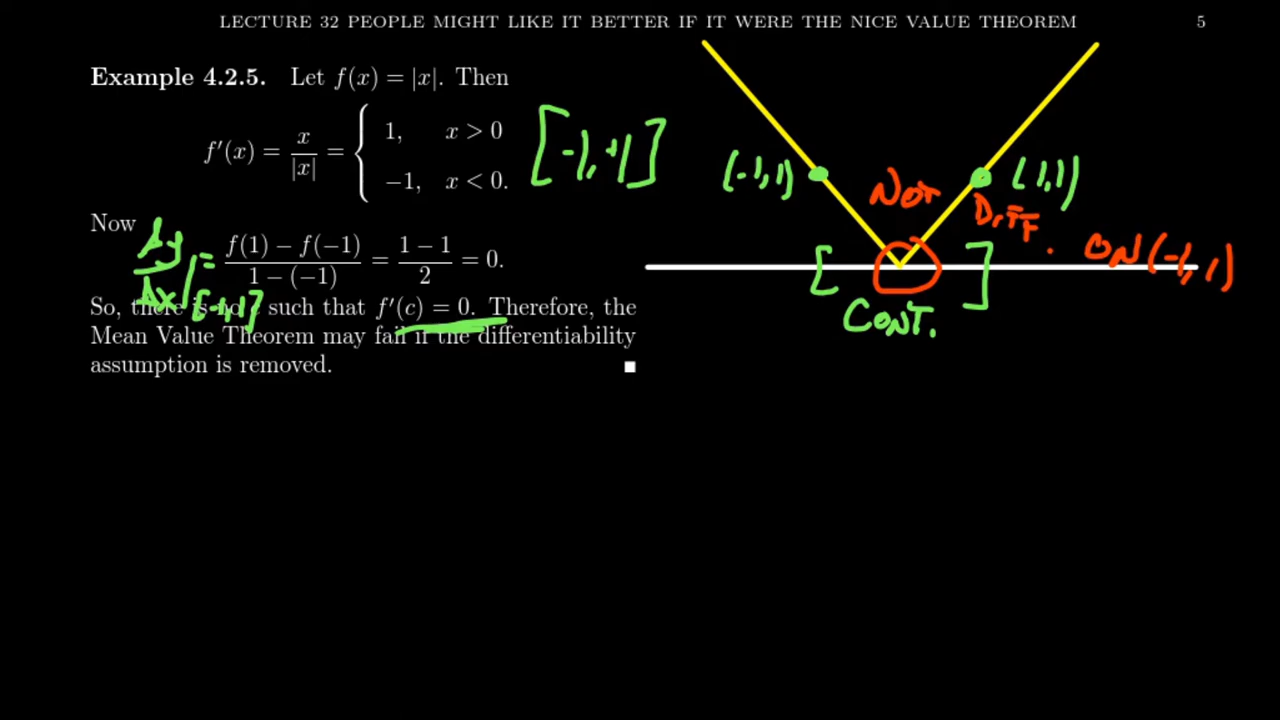 LECTURE 32 PEOPLE MIGHT LIKE IT BETTER IF IT WERE THE NICE VALUE THEOREM 5
Example 4.2.5. Let f(x) = |x|. Then
f′(x) = x/|x| = { 1, x > 0
−1, x < 0.
[-1,+1]
Now
Δy/Δx|[-1,1] = f(1) − f(−1)/1 − (−1) = 1 − 1/2 = 0.
So, there is no c such that f′(c) = 0. Therefore, the
Mean Value Theorem may fail if the differentiability
assumption is removed.
(-1,1)
(1,1)
NOT
DIFF. ON (-1,1)
[ ]
CONT.